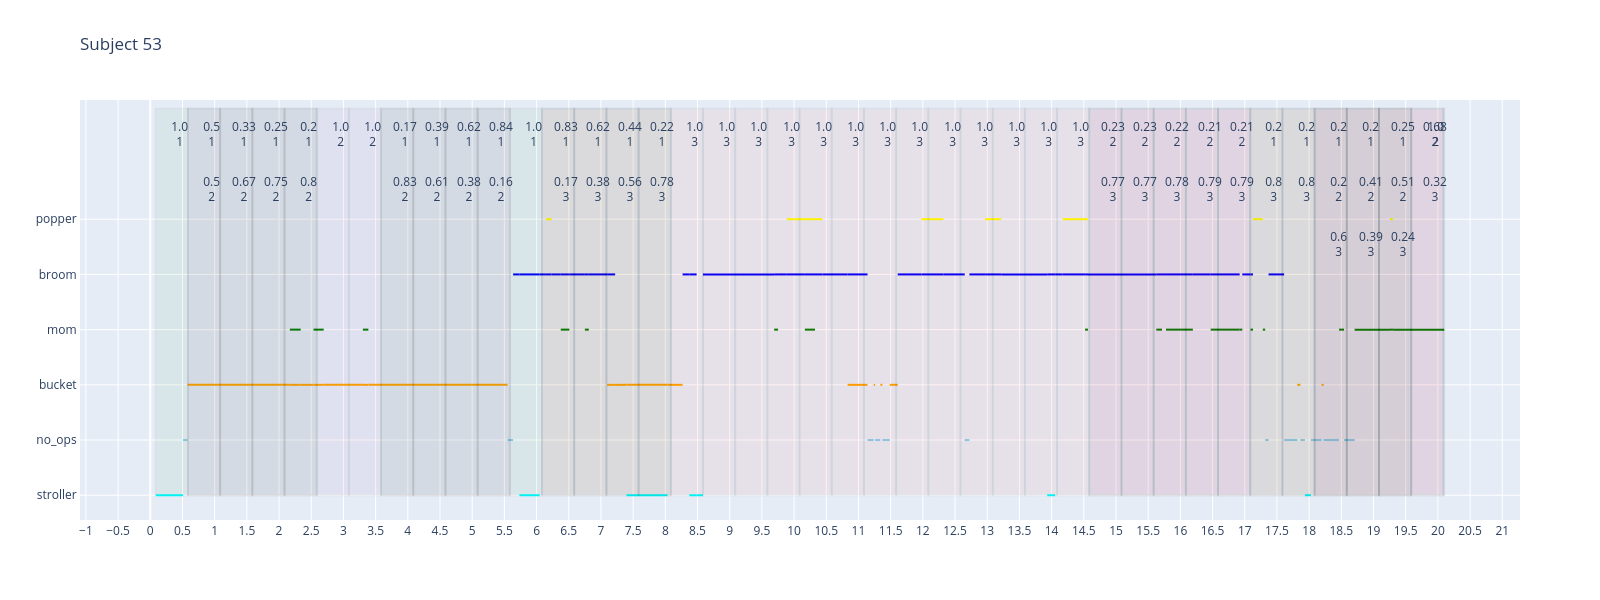 Subject 53
1.0 0.5 0.33 0.25 0.2 1.0 1.0 0.17 0.39 0.62 0.84 1.0 0.83 0.62 0.44 0.22 1.0 1.0 1.0 1.0 1.0 1.0 1.0 1.0 1.0 1.0 1.0 1.0 1.0 0.23 0.23 0.22 0.21 0.21 0.2 0.2 0.2 0.2 0.25
1 1 1 1 1 2 2 1 1 1 1 1 1 1 1 1 3 3 3 3 3 3 3 3 3 3 3 3 3 2 2 2 2 2 1 1 1 1 1 2
0.5 0.67 0.75 0.8 0.83 0.61 0.38 0.16 0.17 0.38 0.56 0.78 0.77 0.77 0.78 0.79 0.79 0.8 0.8 0.2 0.41 0.51 0.32
2 2 2 2 2 2 2 2 3 3 3 3 3 3 3 3 3 3 3 2 2 2 3
popper
0.6 0.39 0.24
3 3 3
broom
mom
bucket
no_ops
stroller
−1 −0.5 0 0.5 1 1.5 2 2.5 3 3.5 4 4.5 5 5.5 6 6.5 7 7.5 8 8.5 9 9.5 10 10.5 11 11.5 12 12.5 13 13.5 14 14.5 15 15.5 16 16.5 17 17.5 18 18.5 19 19.5 20 20.5 21